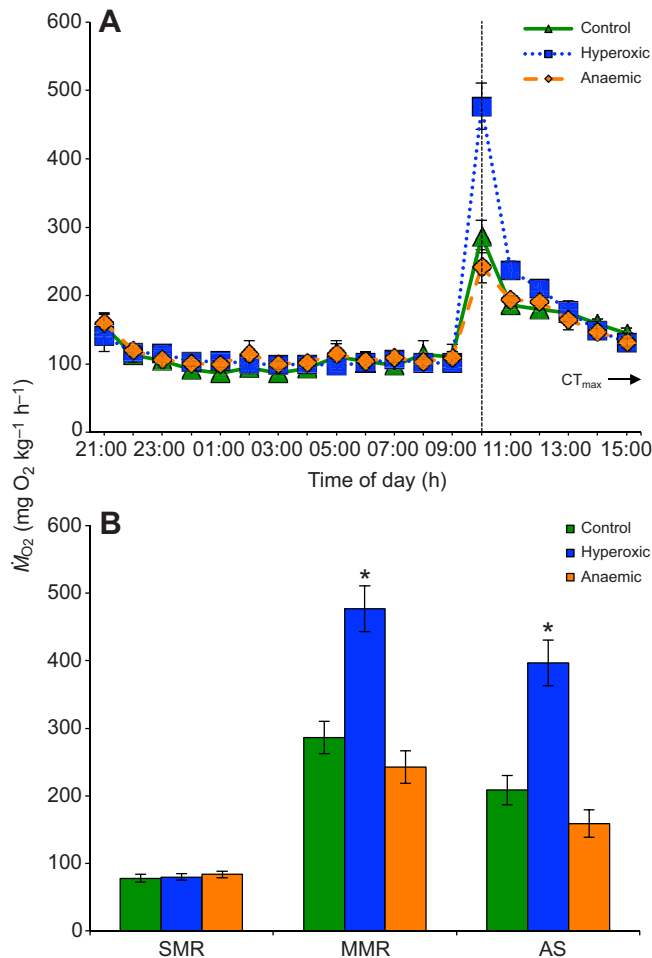 A
600
500
400
300
200
100
0
Control
Hyperoxic
Anaemic
CTmax
21:00 23:00 01:00 03:00 05:00 07:00 09:00 11:00 13:00 15:00
Time of day (h)
ṀO2 (mg O2 kg–1 h–1)
B
600
500
400
300
200
100
0
Control
Hyperoxic
Anaemic
*
*
SMR MMR AS